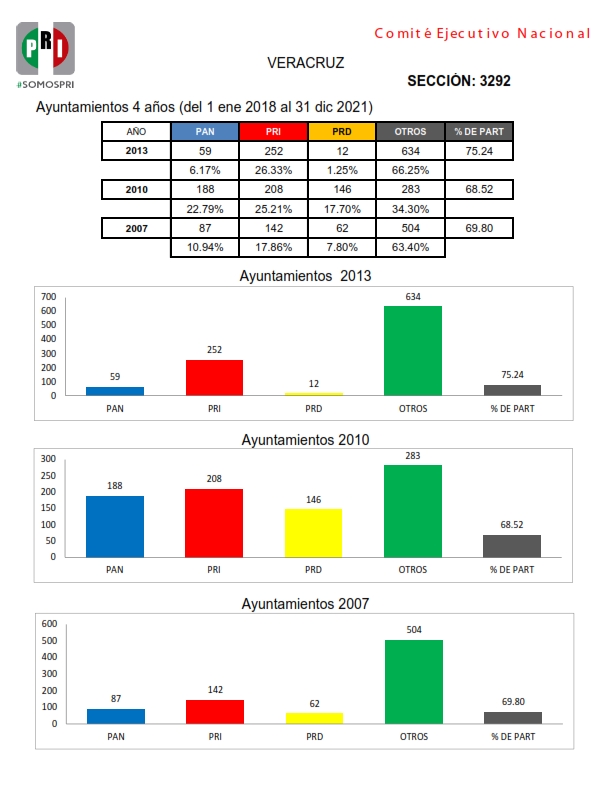 Comité Ejecutivo Nacional
PRI
#SOMOSPRI
VERACRUZ
SECCIÓN: 3292
Ayuntamientos 4 años (del 1 ene 2018 al 31 dic 2021)
AÑO PAN PRI PRD OTROS % DE PART
2013 59 252 12 634 75.24
6.17% 26.33% 1.25% 66.25%
2010 188 208 146 283 68.52
22.79% 25.21% 17.70% 34.30%
2007 87 142 62 504 69.80
10.94% 17.86% 7.80% 63.40%
Ayuntamientos 2013
700
600
500
400
300
200
100
0
59 252 12 634 75.24
PAN PRI PRD OTROS % DE PART
Ayuntamientos 2010
300
250
200
150
100
50
0
188 208 146 283 68.52
PAN PRI PRD OTROS % DE PART
Ayuntamientos 2007
600
500
400
300
200
100
0
87 142 62 504 69.80
PAN PRI PRD OTROS % DE PART